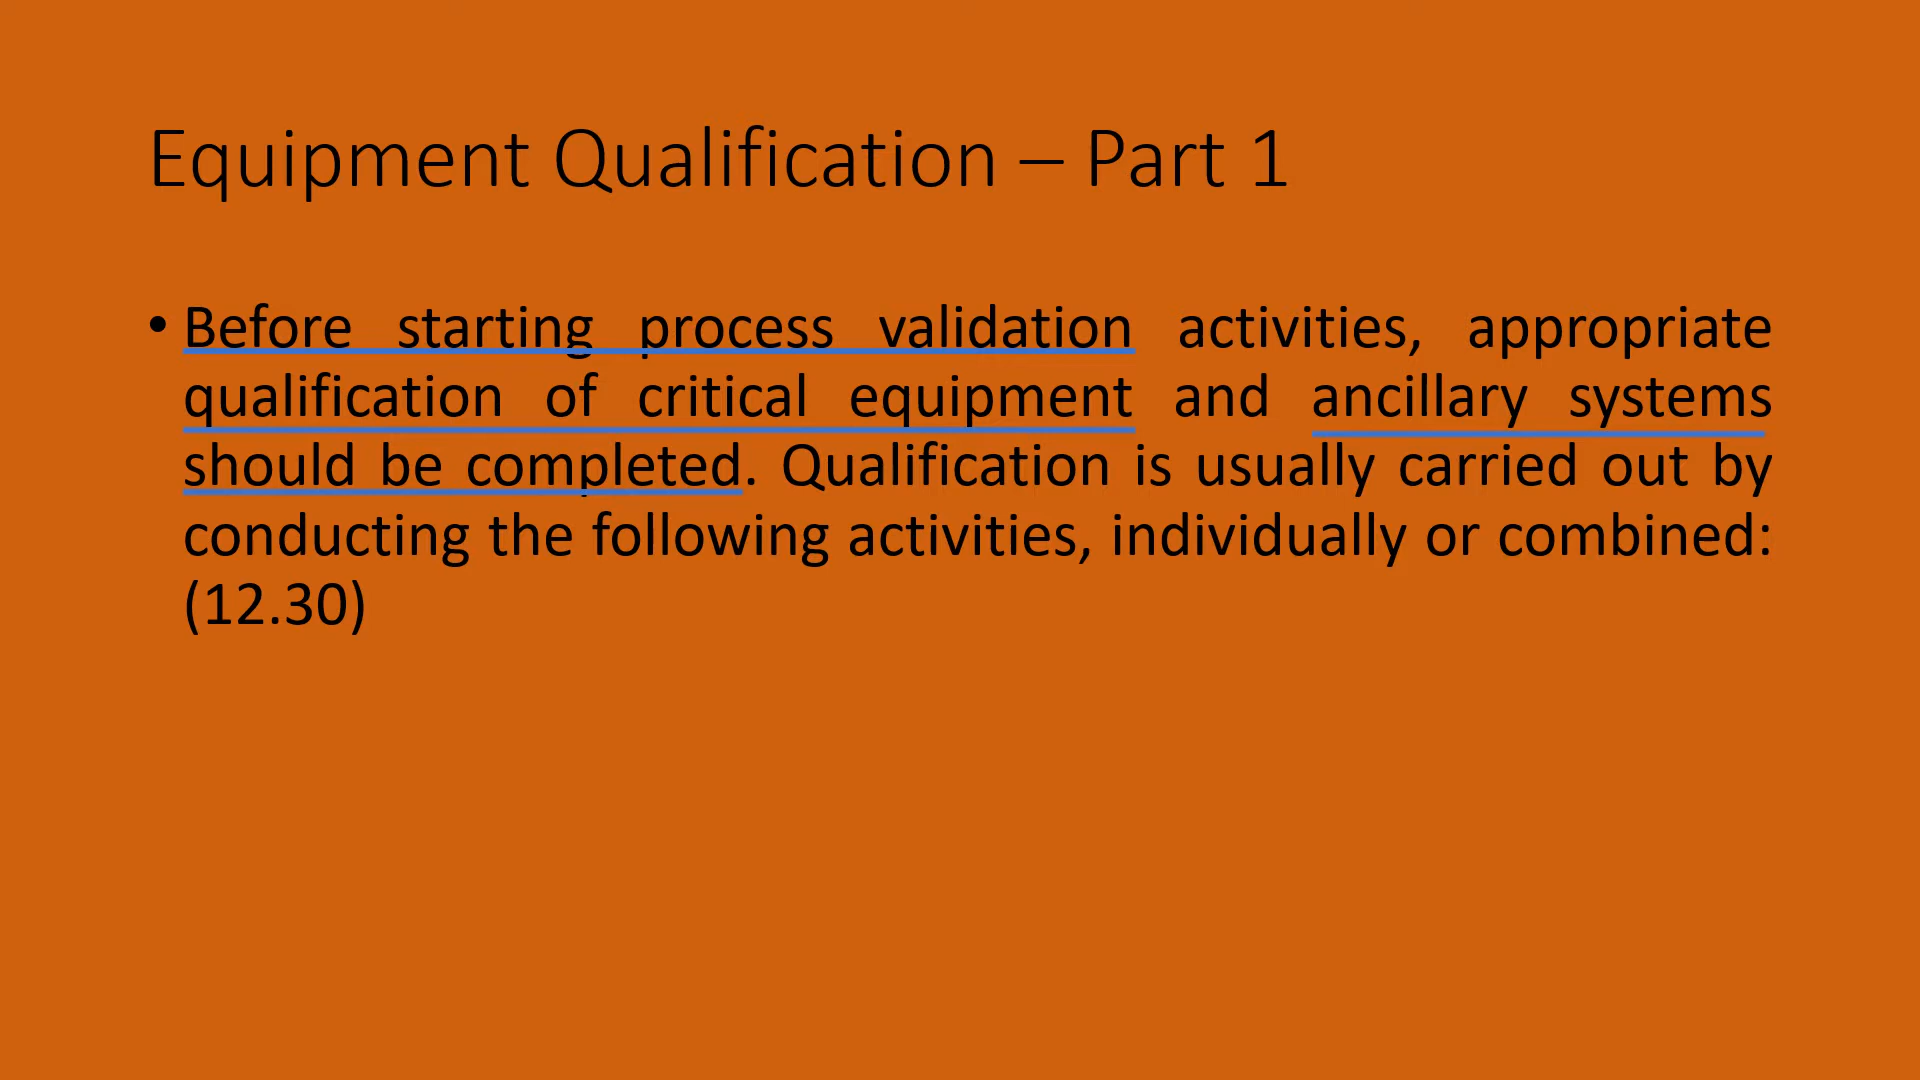 Equipment Qualification – Part 1
• Before starting process validation activities, appropriate
qualification of critical equipment and ancillary systems
should be completed. Qualification is usually carried out by
conducting the following activities, individually or combined:
(12.30)